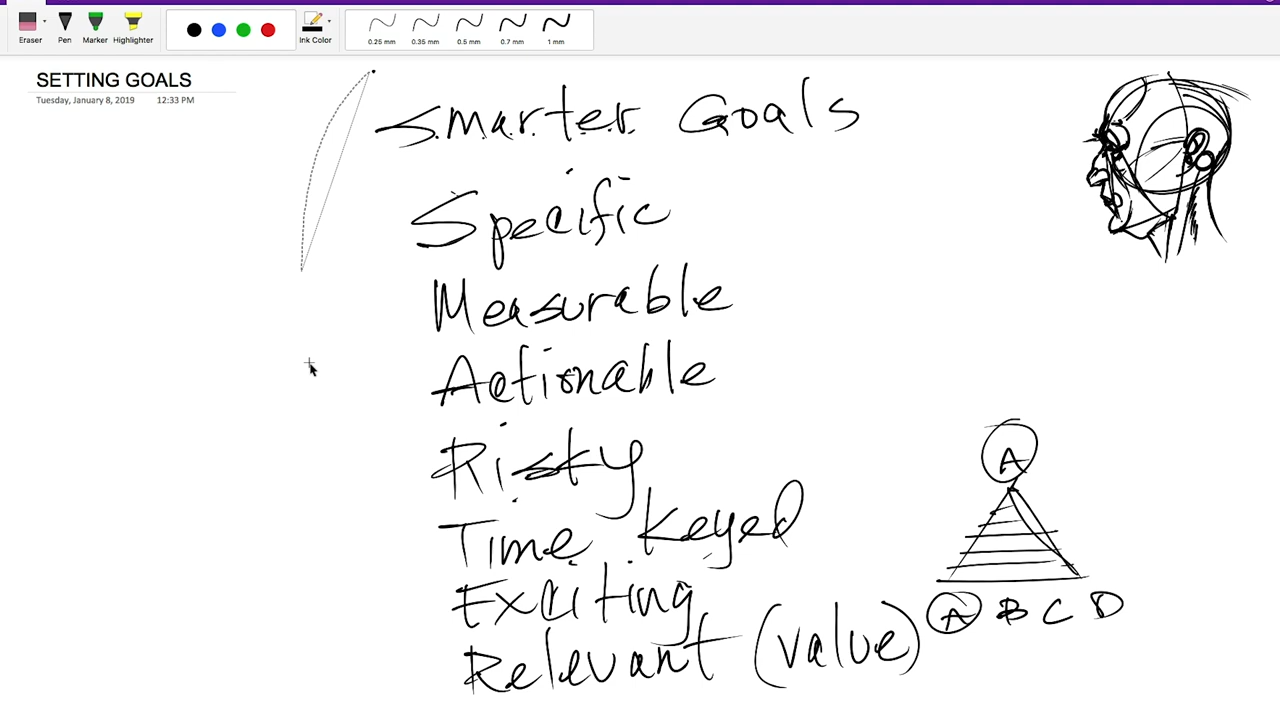 Eraser Pen Marker Highlighter Ink Color 0.25 mm 0.35 mm 0.5 mm 0.7 mm 1 mm
SETTING GOALS
Tuesday, January 8, 2019 12:33 PM
S.m.a.r.t.e.r. Goals
Specific
Measurable
Actionable
Risky
Time Keyed
Exciting
Relevant (value)
A
A B C D